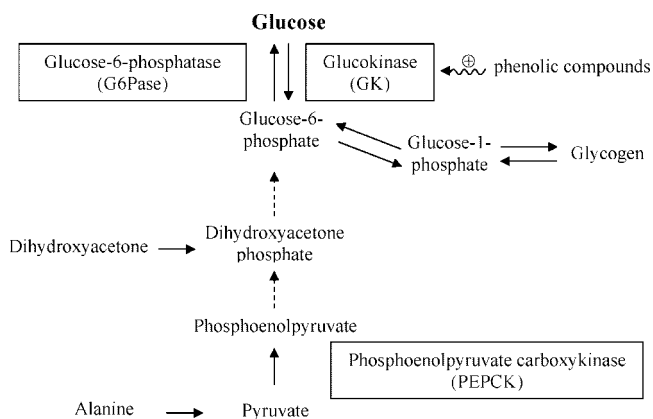 Glucose
Glucose-6-phosphatase
(G6Pase)
Glucokinase
(GK)
⊕
phenolic compounds
Glucose-6-
phosphate
Glucose-1-
phosphate
Glycogen
Dihydroxyacetone
Dihydroxyacetone
phosphate
Phosphoenolpyruvate
Phosphoenolpyruvate carboxykinase
(PEPCK)
Alanine
Pyruvate